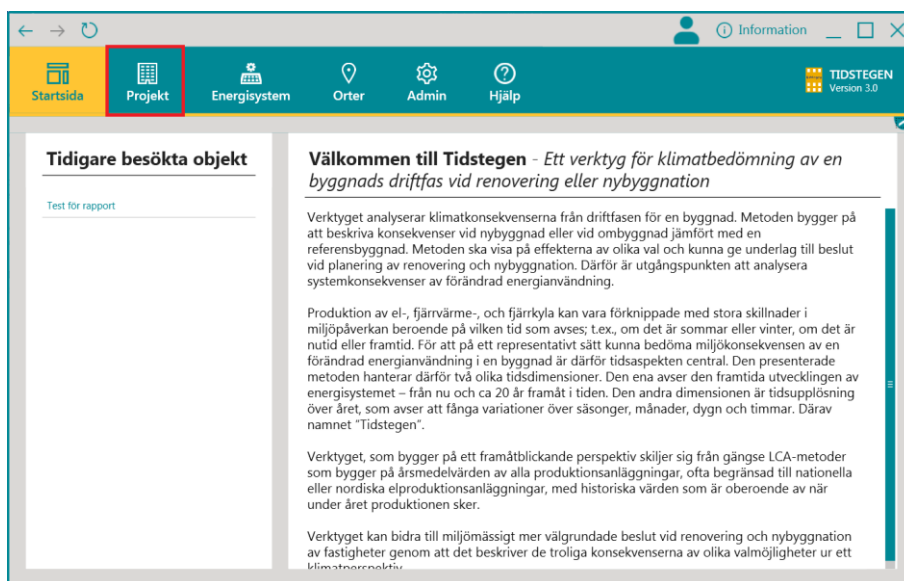 Information
Startsida
Projekt
Energisystem
Orter
Admin
Hjälp
TIDSTEGEN
Version 3.0
Tidigare besökta objekt
Test för rapport
Välkommen till Tidstegen - Ett verktyg för klimatbedömning av en
byggnads driftfas vid renovering eller nybyggnation
Verktyget analyserar klimatkonsekvenserna från driftfasen för en byggnad. Metoden bygger på
att beskriva konsekvenser vid nybyggnad eller vid ombyggnad jämfört med en
referensbyggnad. Metoden ska visa på effekterna av olika val och kunna ge underlag till beslut
vid planering av renovering och nybyggnation. Därför är utgångspunkten att analysera
systemkonsekvenser av förändrad energianvändning.
Produktion av el-, fjärrvärme-, och fjärrkyla kan vara förknippade med stora skillnader i
miljöpåverkan beroende på vilken tid som avses; t.ex., om det är sommar eller vinter, om det är
nutid eller framtid. För att på ett representativt sätt kunna bedöma miljökonsekvensen av en
förändrad energianvändning i en byggnad är därför tidsaspekten central. Den presenterade
metoden hanterar därför två olika tidsdimensioner. Den ena avser den framtida utvecklingen av
energisystemet – från nu och ca 20 år framåt i tiden. Den andra dimensionen är tidsupplösning
över året, som avser att fånga variationer över säsonger, månader, dygn och timmar. Därav
namnet "Tidstegen".
Verktyget, som bygger på ett framåtblickande perspektiv skiljer sig från gängse LCA-metoder
som bygger på årsmedelvärden av alla produktionsanläggningar, ofta begränsad till nationella
eller nordiska elproduktionsanläggningar, med historiska värden som är oberoende av när
under året produktionen sker.
Verktyget kan bidra till miljömässigt mer välgrundade beslut vid renovering och nybyggnation
av fastigheter genom att det beskriver de troliga konsekvenserna av olika valmöjligheter ur ett
klimatperspektiv